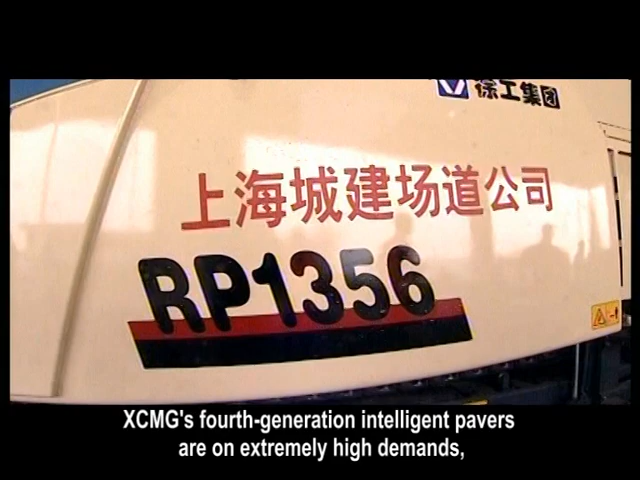 徐工集团
上海城建场道公司
RP1356
XCMG's fourth-generation intelligent pavers
are on extremely high demands,